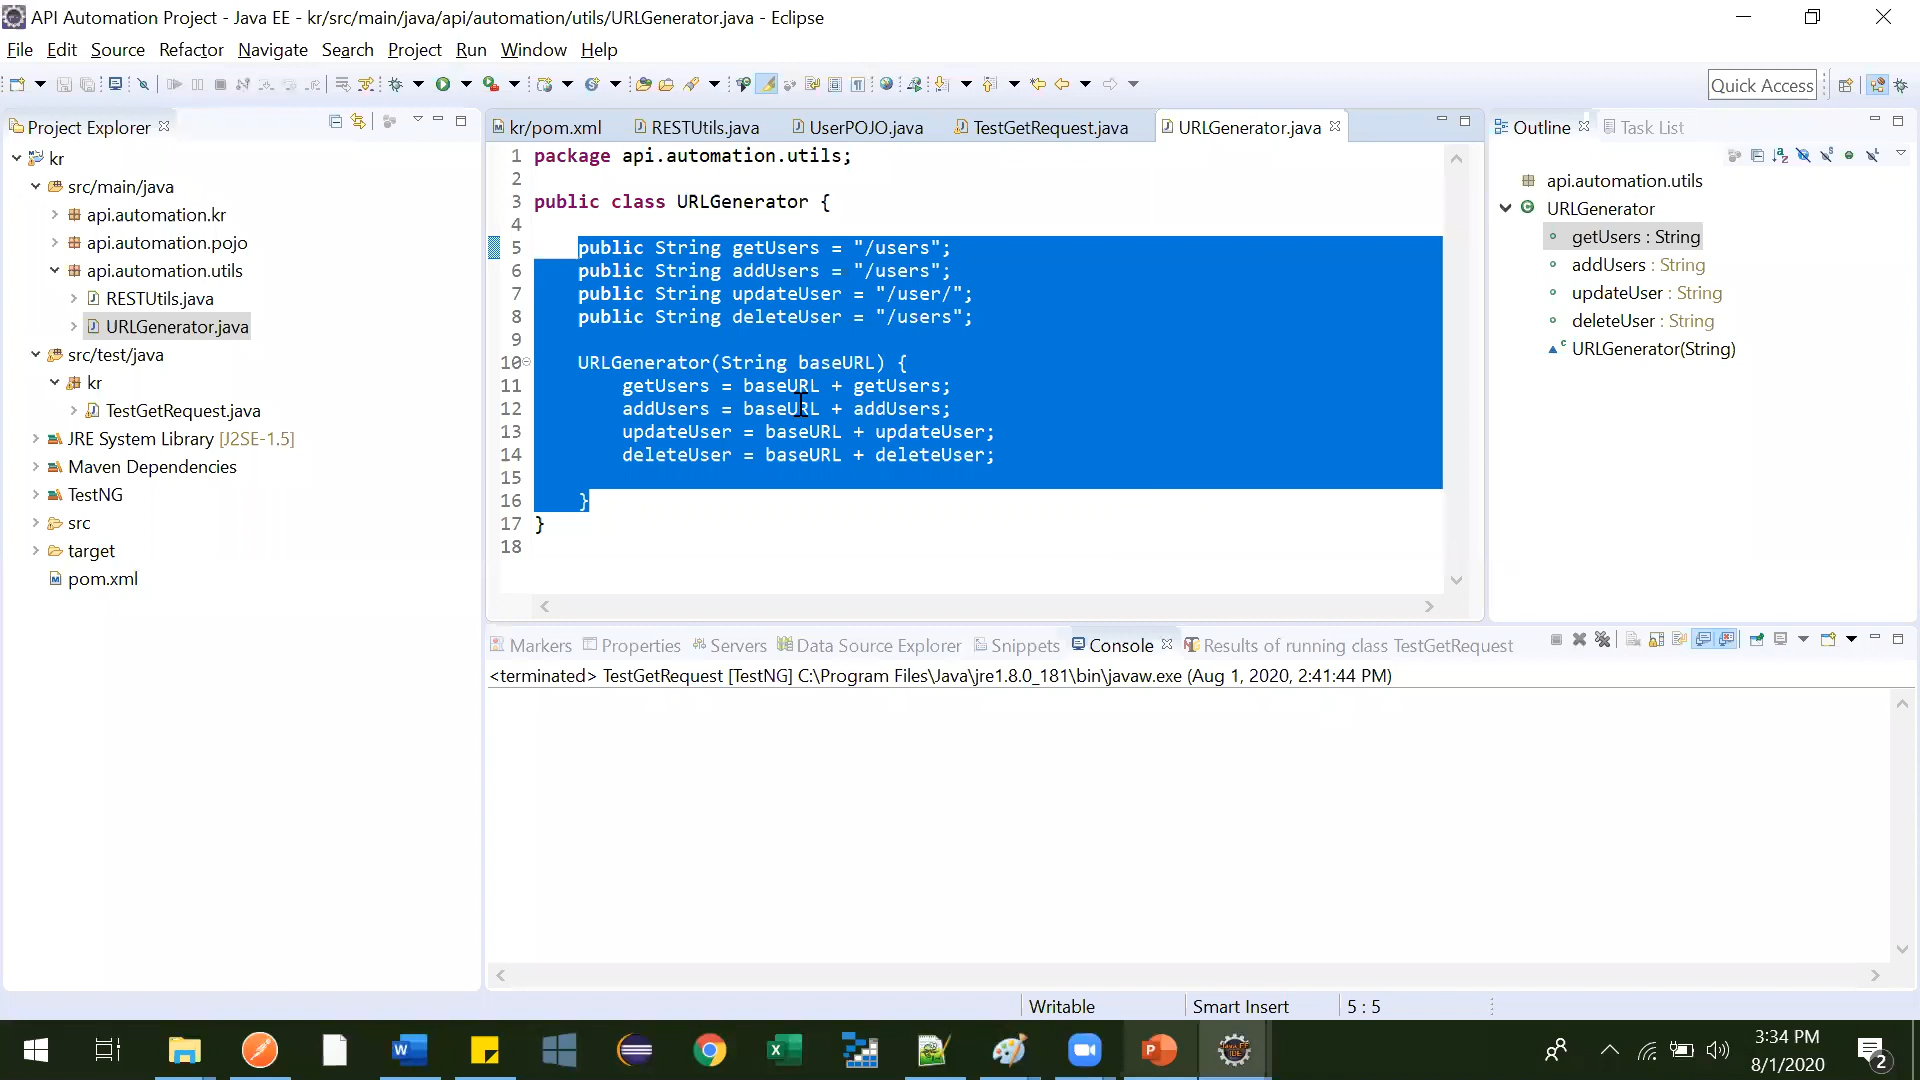 API Automation Project - Java EE - kr/src/main/java/api/automation/utils/URLGenerator.java - Eclipse
File Edit Source Refactor Navigate Search Project Run Window Help
Quick Access
Project Explorer
kr
src/main/java
api.automation.kr
api.automation.pojo
api.automation.utils
RESTUtils.java
URLGenerator.java
src/test/java
kr
TestGetRequest.java
JRE System Library [J2SE-1.5]
Maven Dependencies
TestNG
src
target
pom.xml
kr/pom.xml RESTUtils.java UserPOJO.java TestGetRequest.java URLGenerator.java
1 package api.automation.utils;
2
3 public class URLGenerator {
4
5 public String getUsers = "/users";
6 public String addUsers = "/users";
7 public String updateUser = "/user/";
8 public String deleteUser = "/users";
9
10 URLGenerator(String baseURL) {
11 getUsers = baseURL + getUsers;
12 addUsers = baseURL + addUsers;
13 updateUser = baseURL + updateUser;
14 deleteUser = baseURL + deleteUser;
15
16 }
17 }
18
Outline Task List
api.automation.utils
URLGenerator
getUsers : String
addUsers : String
updateUser : String
deleteUser : String
URLGenerator(String)
Markers Properties Servers Data Source Explorer Snippets Console Results of running class TestGetRequest
<terminated> TestGetRequest [TestNG] C:\Program Files\Java\jre1.8.0_181\bin\javaw.exe (Aug 1, 2020, 2:41:44 PM)
Writable Smart Insert 5 : 5
3:34 PM
8/1/2020
2